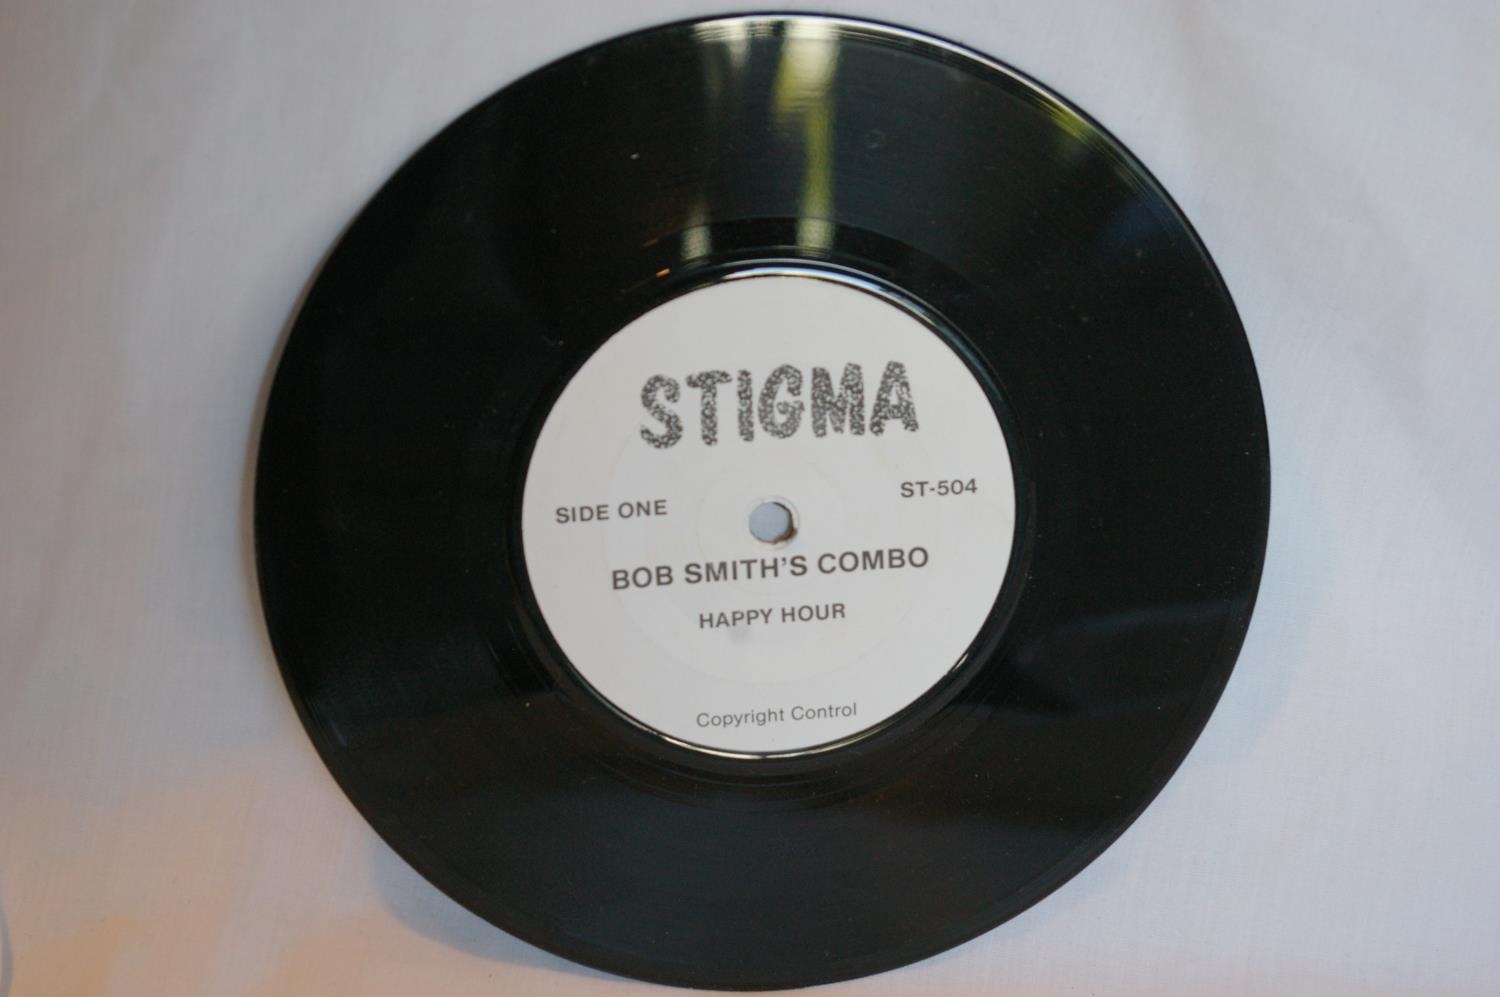 STIGMA
SIDE ONE
ST-504
BOB SMITH'S COMBO
HAPPY HOUR
Copyright Control